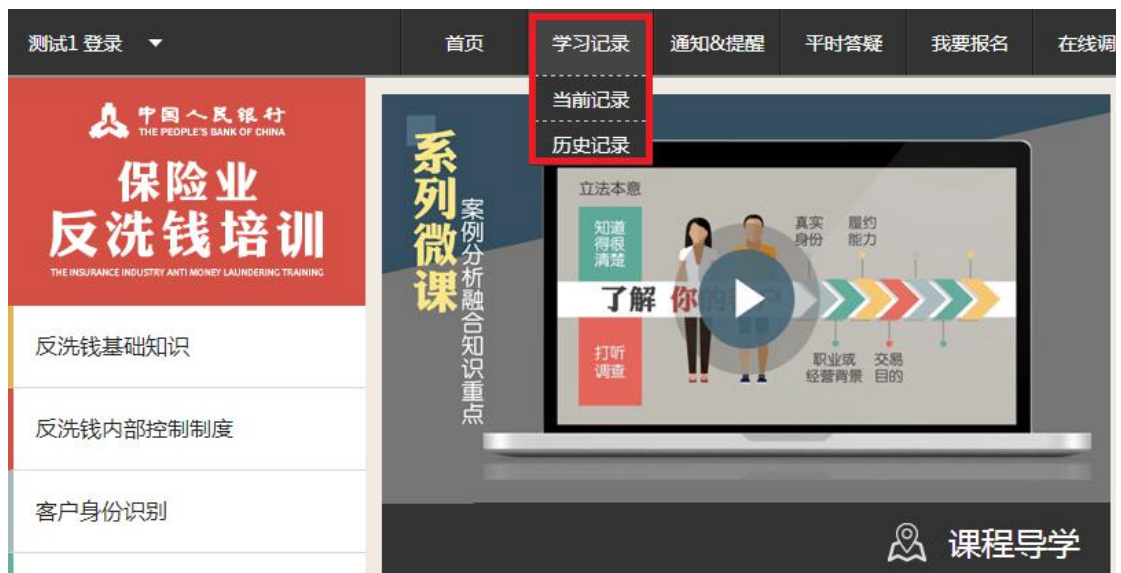 测试1 登录
首页
学习记录
通知&提醒
平时答疑
我要报名
在线调
当前记录
历史记录
中国人民银行
THE PEOPLE'S BANK OF CHINA
保险业
反洗钱培训
THE INSURANCE INDUSTRY ANTI MONEY LAUNDERING TRAINING
反洗钱基础知识
反洗钱内部控制制度
客户身份识别
系列微课
案例分析融合知识重点
立法本意
知道
得很
清楚
真实
身份
履约
能力
了解 你的客户
打听
调查
职业或
经营背景
交易
目的
课程导学